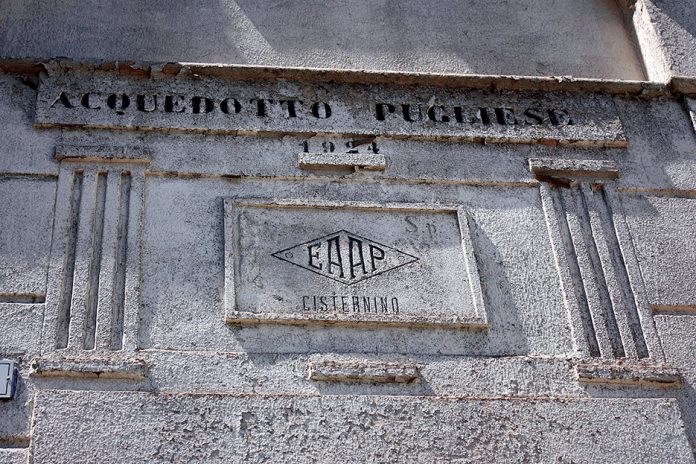 ACQUEDOTTO PUGLIESE
1924
EAAP
CISTERNINO